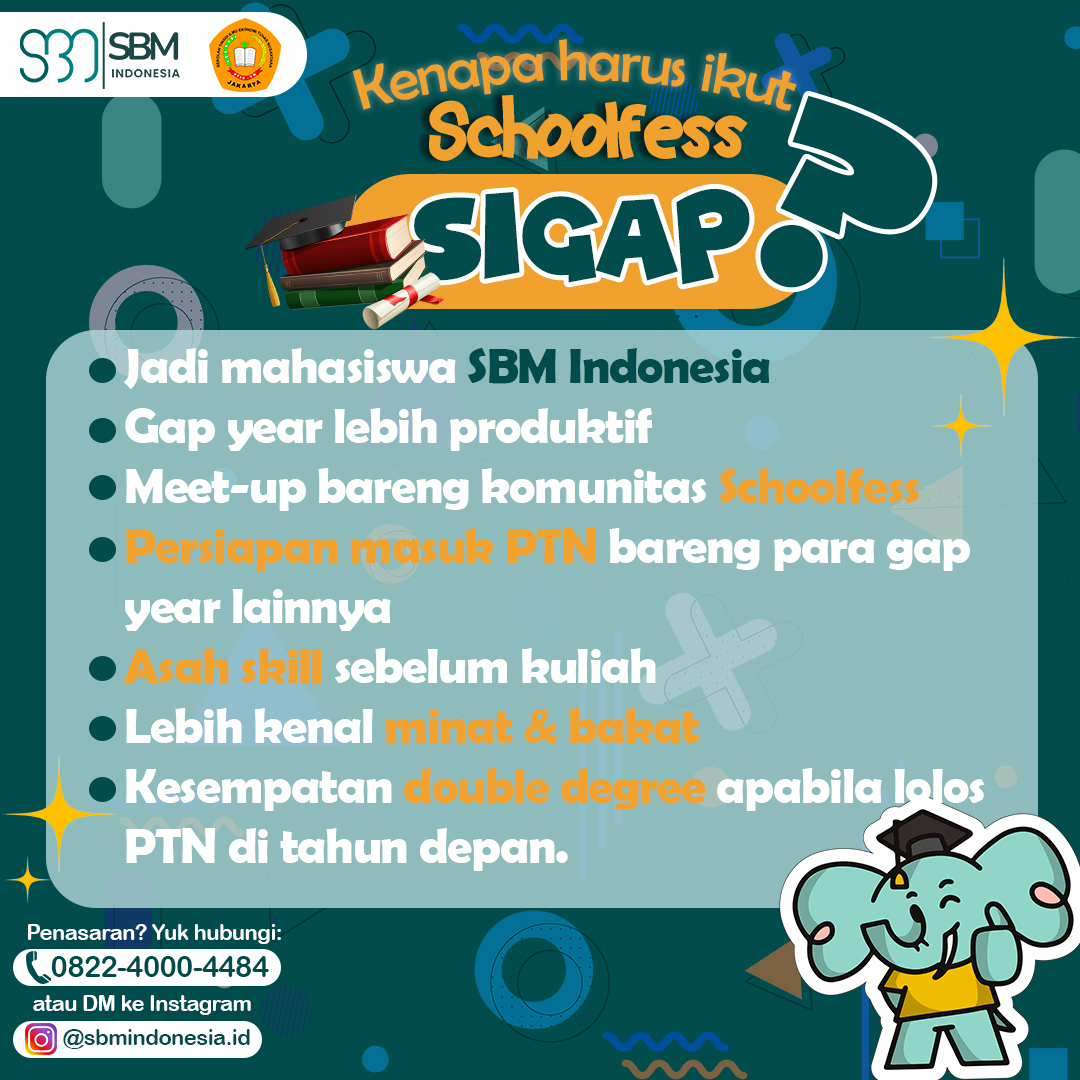 SBM
SBM
INDONESIA
JAKARTA
Kenapa harus ikut
Schoolfess
SIGAP?
Jadi mahasiswa SBM Indonesia
Gap year lebih produktif
Meet-up bareng komunitas Schoolfess
Persiapan masuk PTN bareng para gap
year lainnya
Asah skill sebelum kuliah
Lebih kenal minat & bakat
Kesempatan double degree apabila lolos
PTN di tahun depan.
Penasaran? Yuk hubungi:
0822-4000-4484
atau DM ke Instagram
@sbmindonesia.id